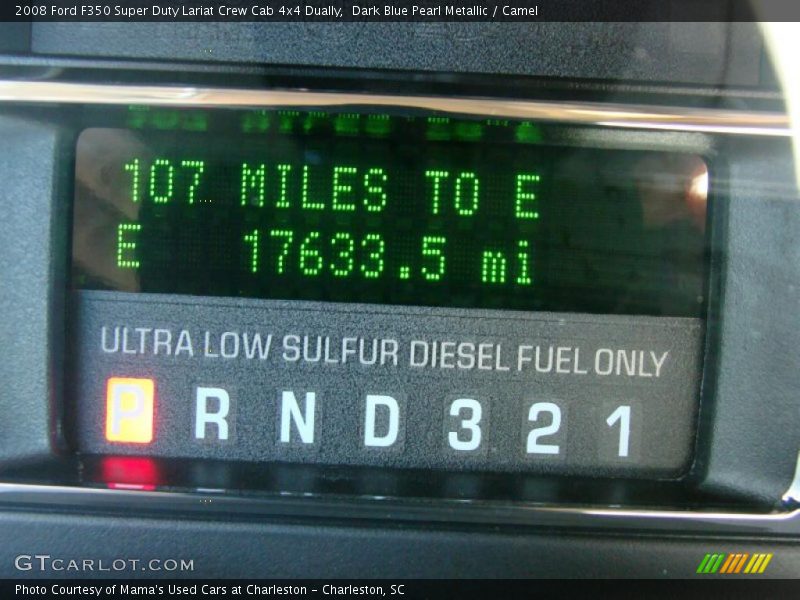 2008 Ford F350 Super Duty Lariat Crew Cab 4x4 Dually,  Dark Blue Pearl Metallic / Camel
107 MILES TO E
E 17633.5 mi
ULTRA LOW SULFUR DIESEL FUEL ONLY
P R N D 3 2 1
GTCARLOT.COM
Photo Courtesy of Mama's Used Cars at Charleston - Charleston, SC